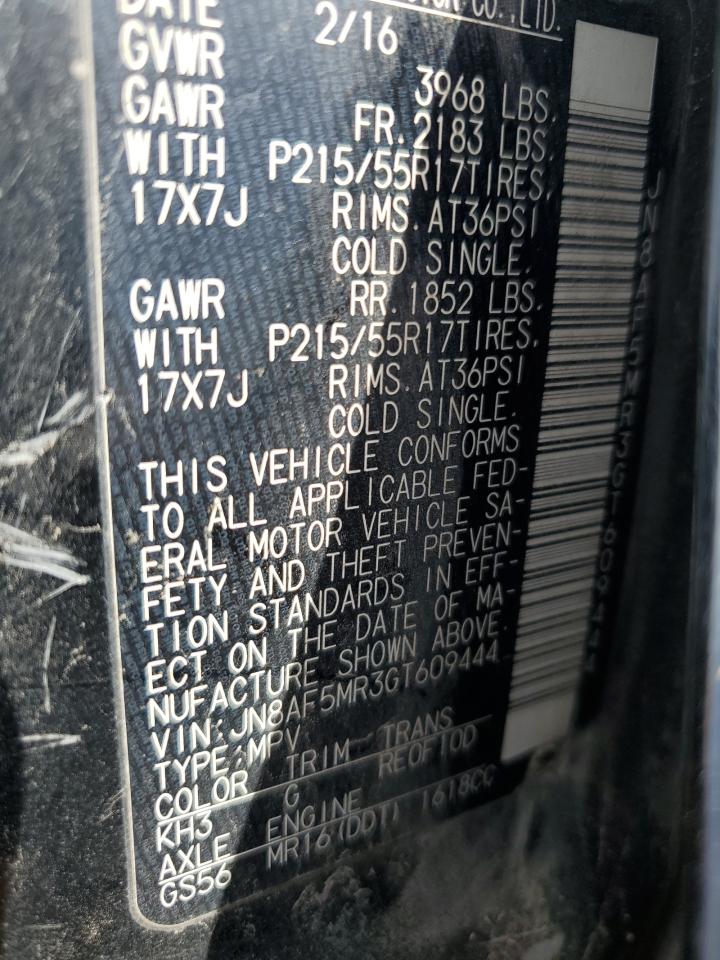 DATE CO.,LTD.
GVWR 2/16
GAWR 3968 LBS.
WITH FR.2183 LBS.
17X7J P215/55R17TIRES,
RIMS.AT36PSI
COLD SINGLE.
GAWR RR.1852 LBS.
WITH P215/55R17TIRES,
17X7J RIMS.AT36PSI
COLD SINGLE.
THIS VEHICLE CONFORMS
TO ALL APPLICABLE FED-
ERAL MOTOR VEHICLE SA-
FETY AND THEFT PREVEN-
TION STANDARDS IN EFF-
ECT ON THE DATE OF MA-
NUFACTURE SHOWN ABOVE.
VIN:JN8AF5MR3GT609444
TYPE:MPV
COLOR TRIM TRANS
KH3 G REOF10D
AXLE ENGINE
GS56 MR16(DDT) 1618CC
JN8AF5MR3GT609444